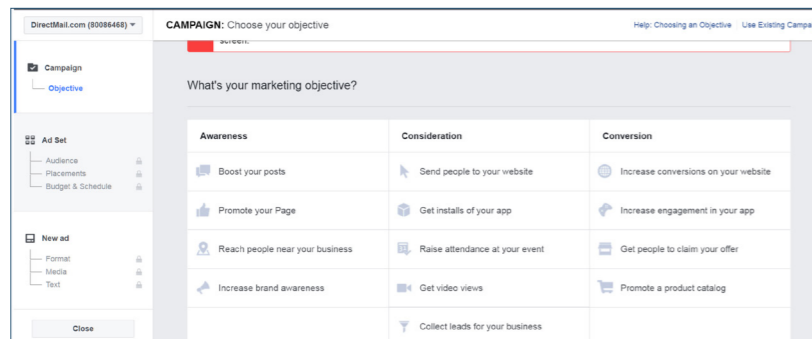 DirectMail.com (80086468)
CAMPAIGN: Choose your objective
Help: Choosing an Objective Use Existing Campa
screen.
Campaign
Objective
Ad Set
Audience
Placements
Budget & Schedule
New ad
Format
Media
Text
Close
What's your marketing objective?
Awareness Consideration Conversion
Boost your posts Send people to your website Increase conversions on your website
Promote your Page Get installs of your app Increase engagement in your app
Reach people near your business Raise attendance at your event Get people to claim your offer
Increase brand awareness Get video views Promote a product catalog
Collect leads for your business